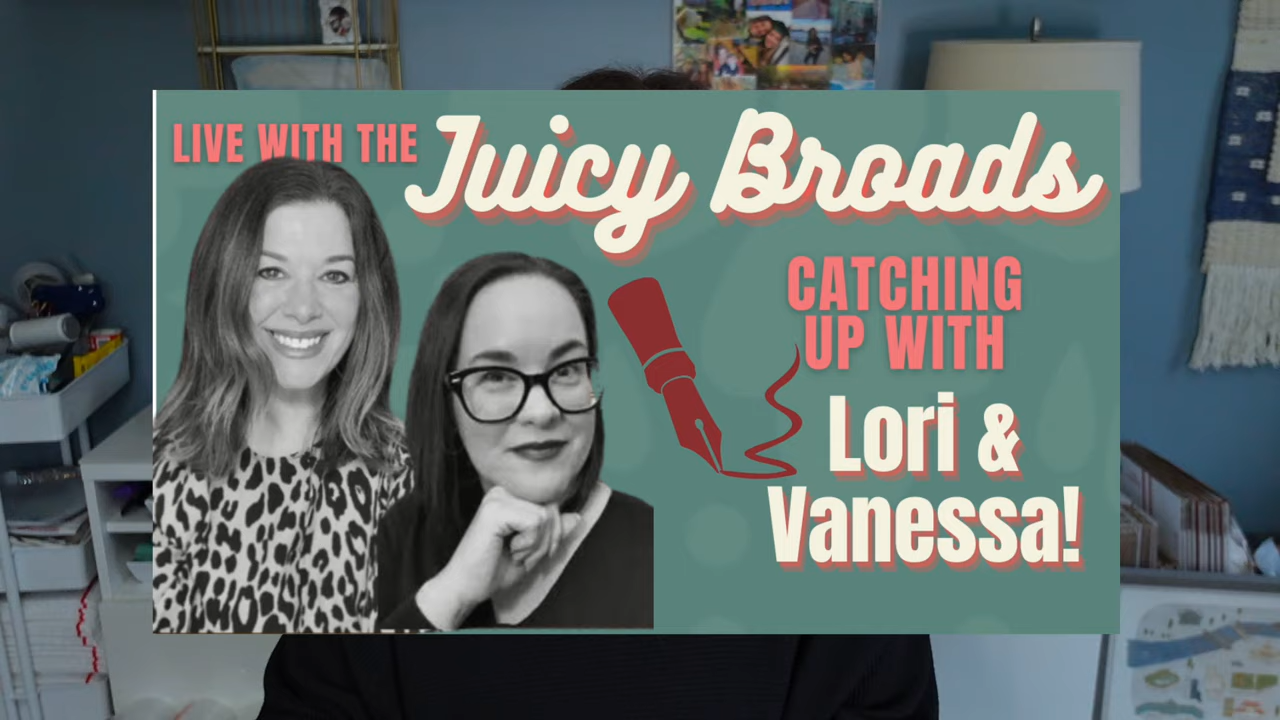 LIVE WITH THE Juicy Broads
CATCHING
UP WITH
Lori &
Vanessa!